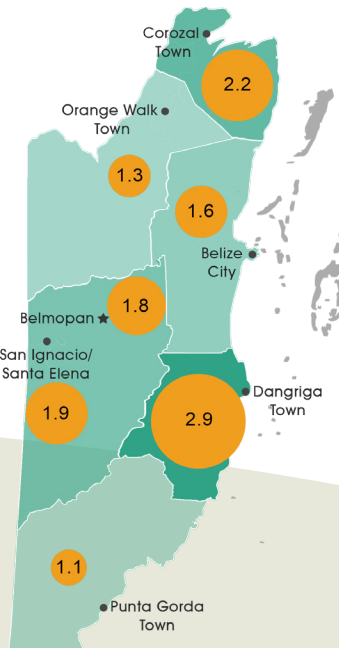 Corozal
Town
2.2
Orange Walk
Town
1.3
1.6
Belize
City
1.8
Belmopan
San Ignacio/
Santa Elena
1.9
Dangriga
Town
2.9
1.1
Punta Gorda
Town